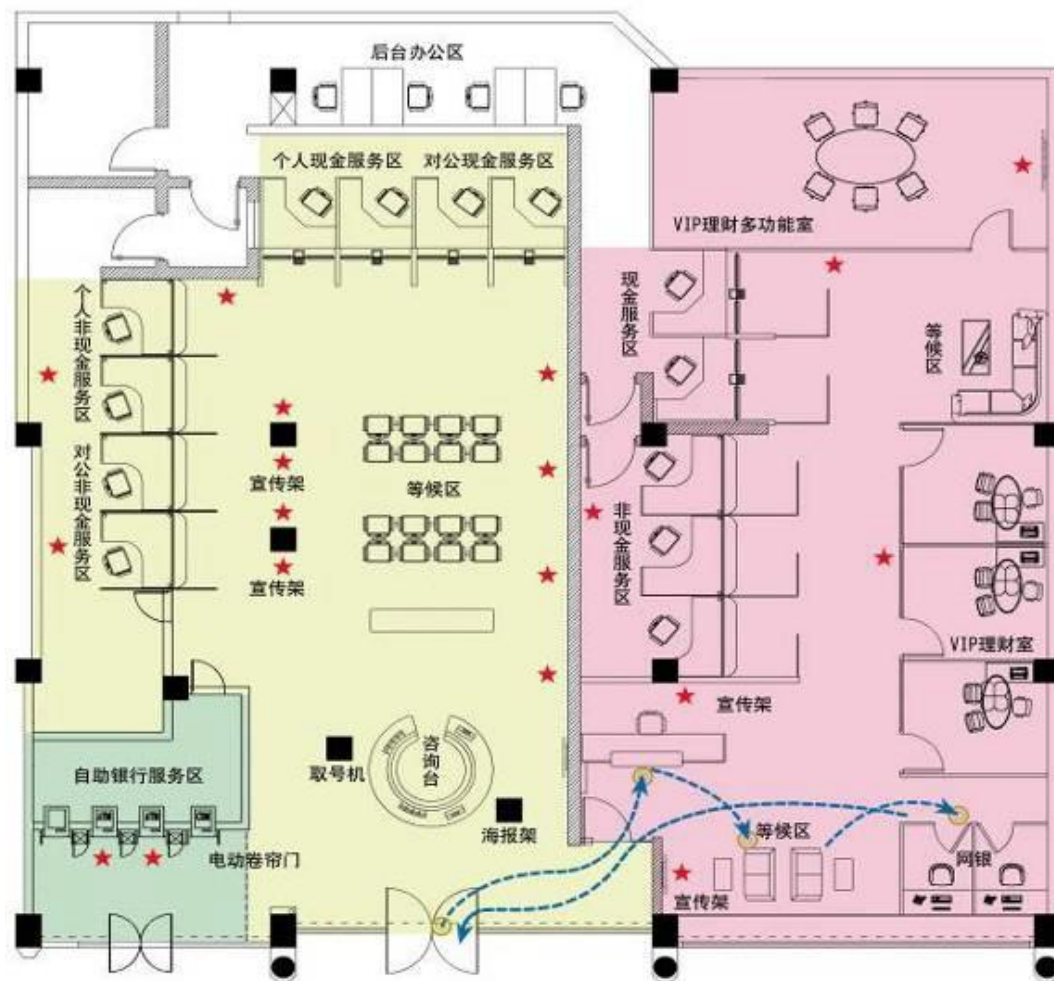 后台办公区
个人现金服务区
对公现金服务区
VIP理财多功能室
现金服务区
等候区
个人非现金服务区
对公非现金服务区
宣传架
等候区
宣传架
非现金服务区
VIP理财室
宣传架
自助银行服务区
取号机
咨询台
海报架
电动卷帘门
等候区
网银
宣传架